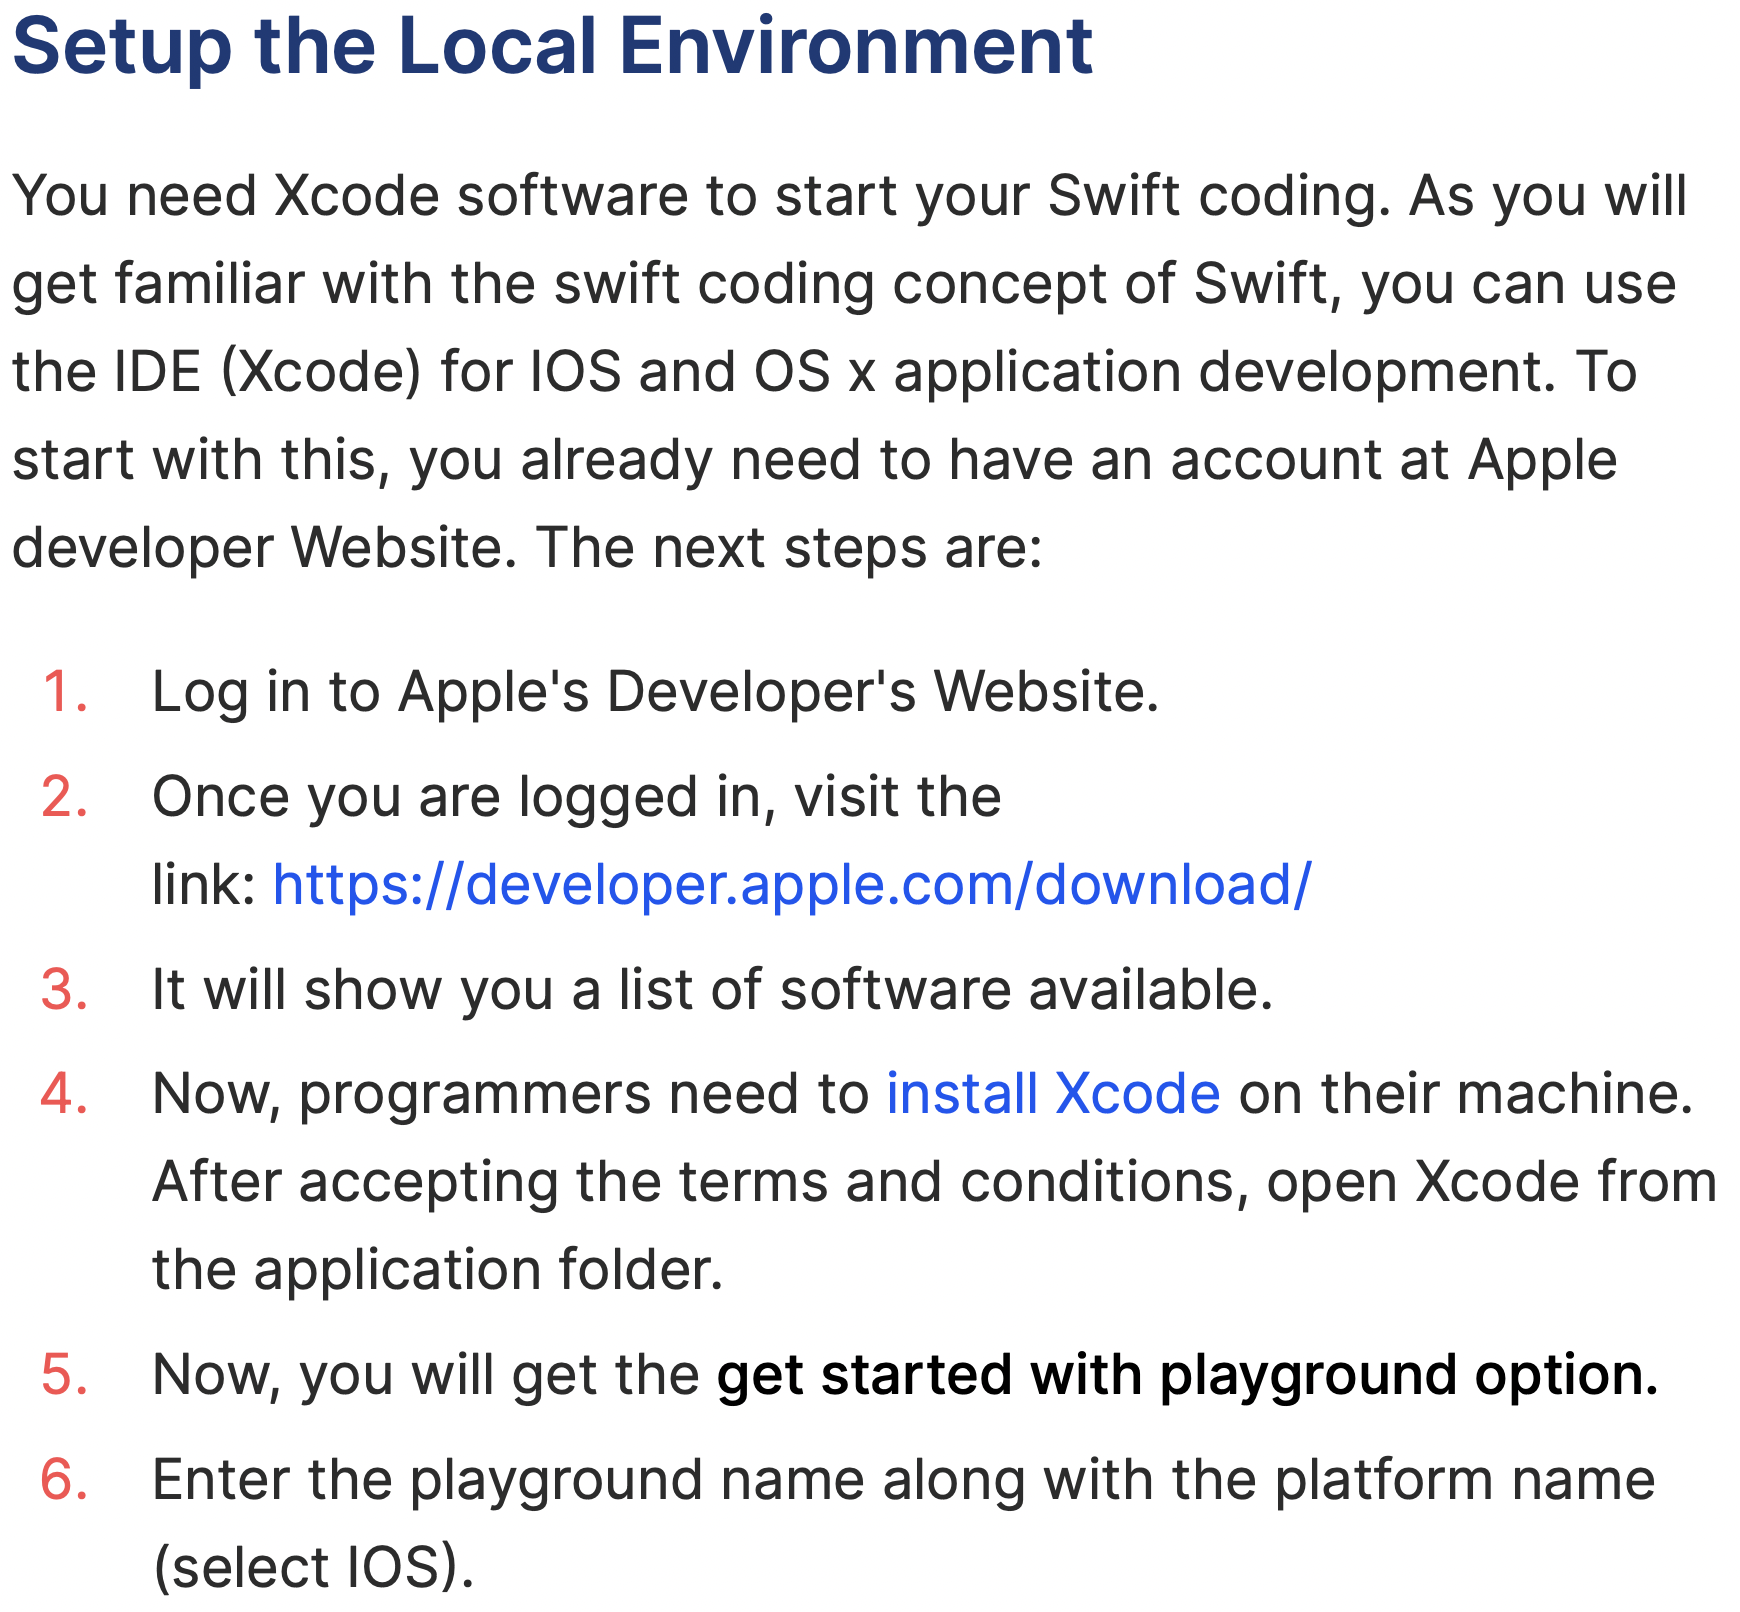 Setup the Local Environment
You need Xcode software to start your Swift coding. As you will
get familiar with the swift coding concept of Swift, you can use
the IDE (Xcode) for IOS and OS x application development. To
start with this, you already need to have an account at Apple
developer Website. The next steps are:
1. Log in to Apple's Developer's Website.
2. Once you are logged in, visit the
link: https://developer.apple.com/download/
3. It will show you a list of software available.
4. Now, programmers need to install Xcode on their machine.
After accepting the terms and conditions, open Xcode from
the application folder.
5. Now, you will get the get started with playground option.
6. Enter the playground name along with the platform name
(select IOS).